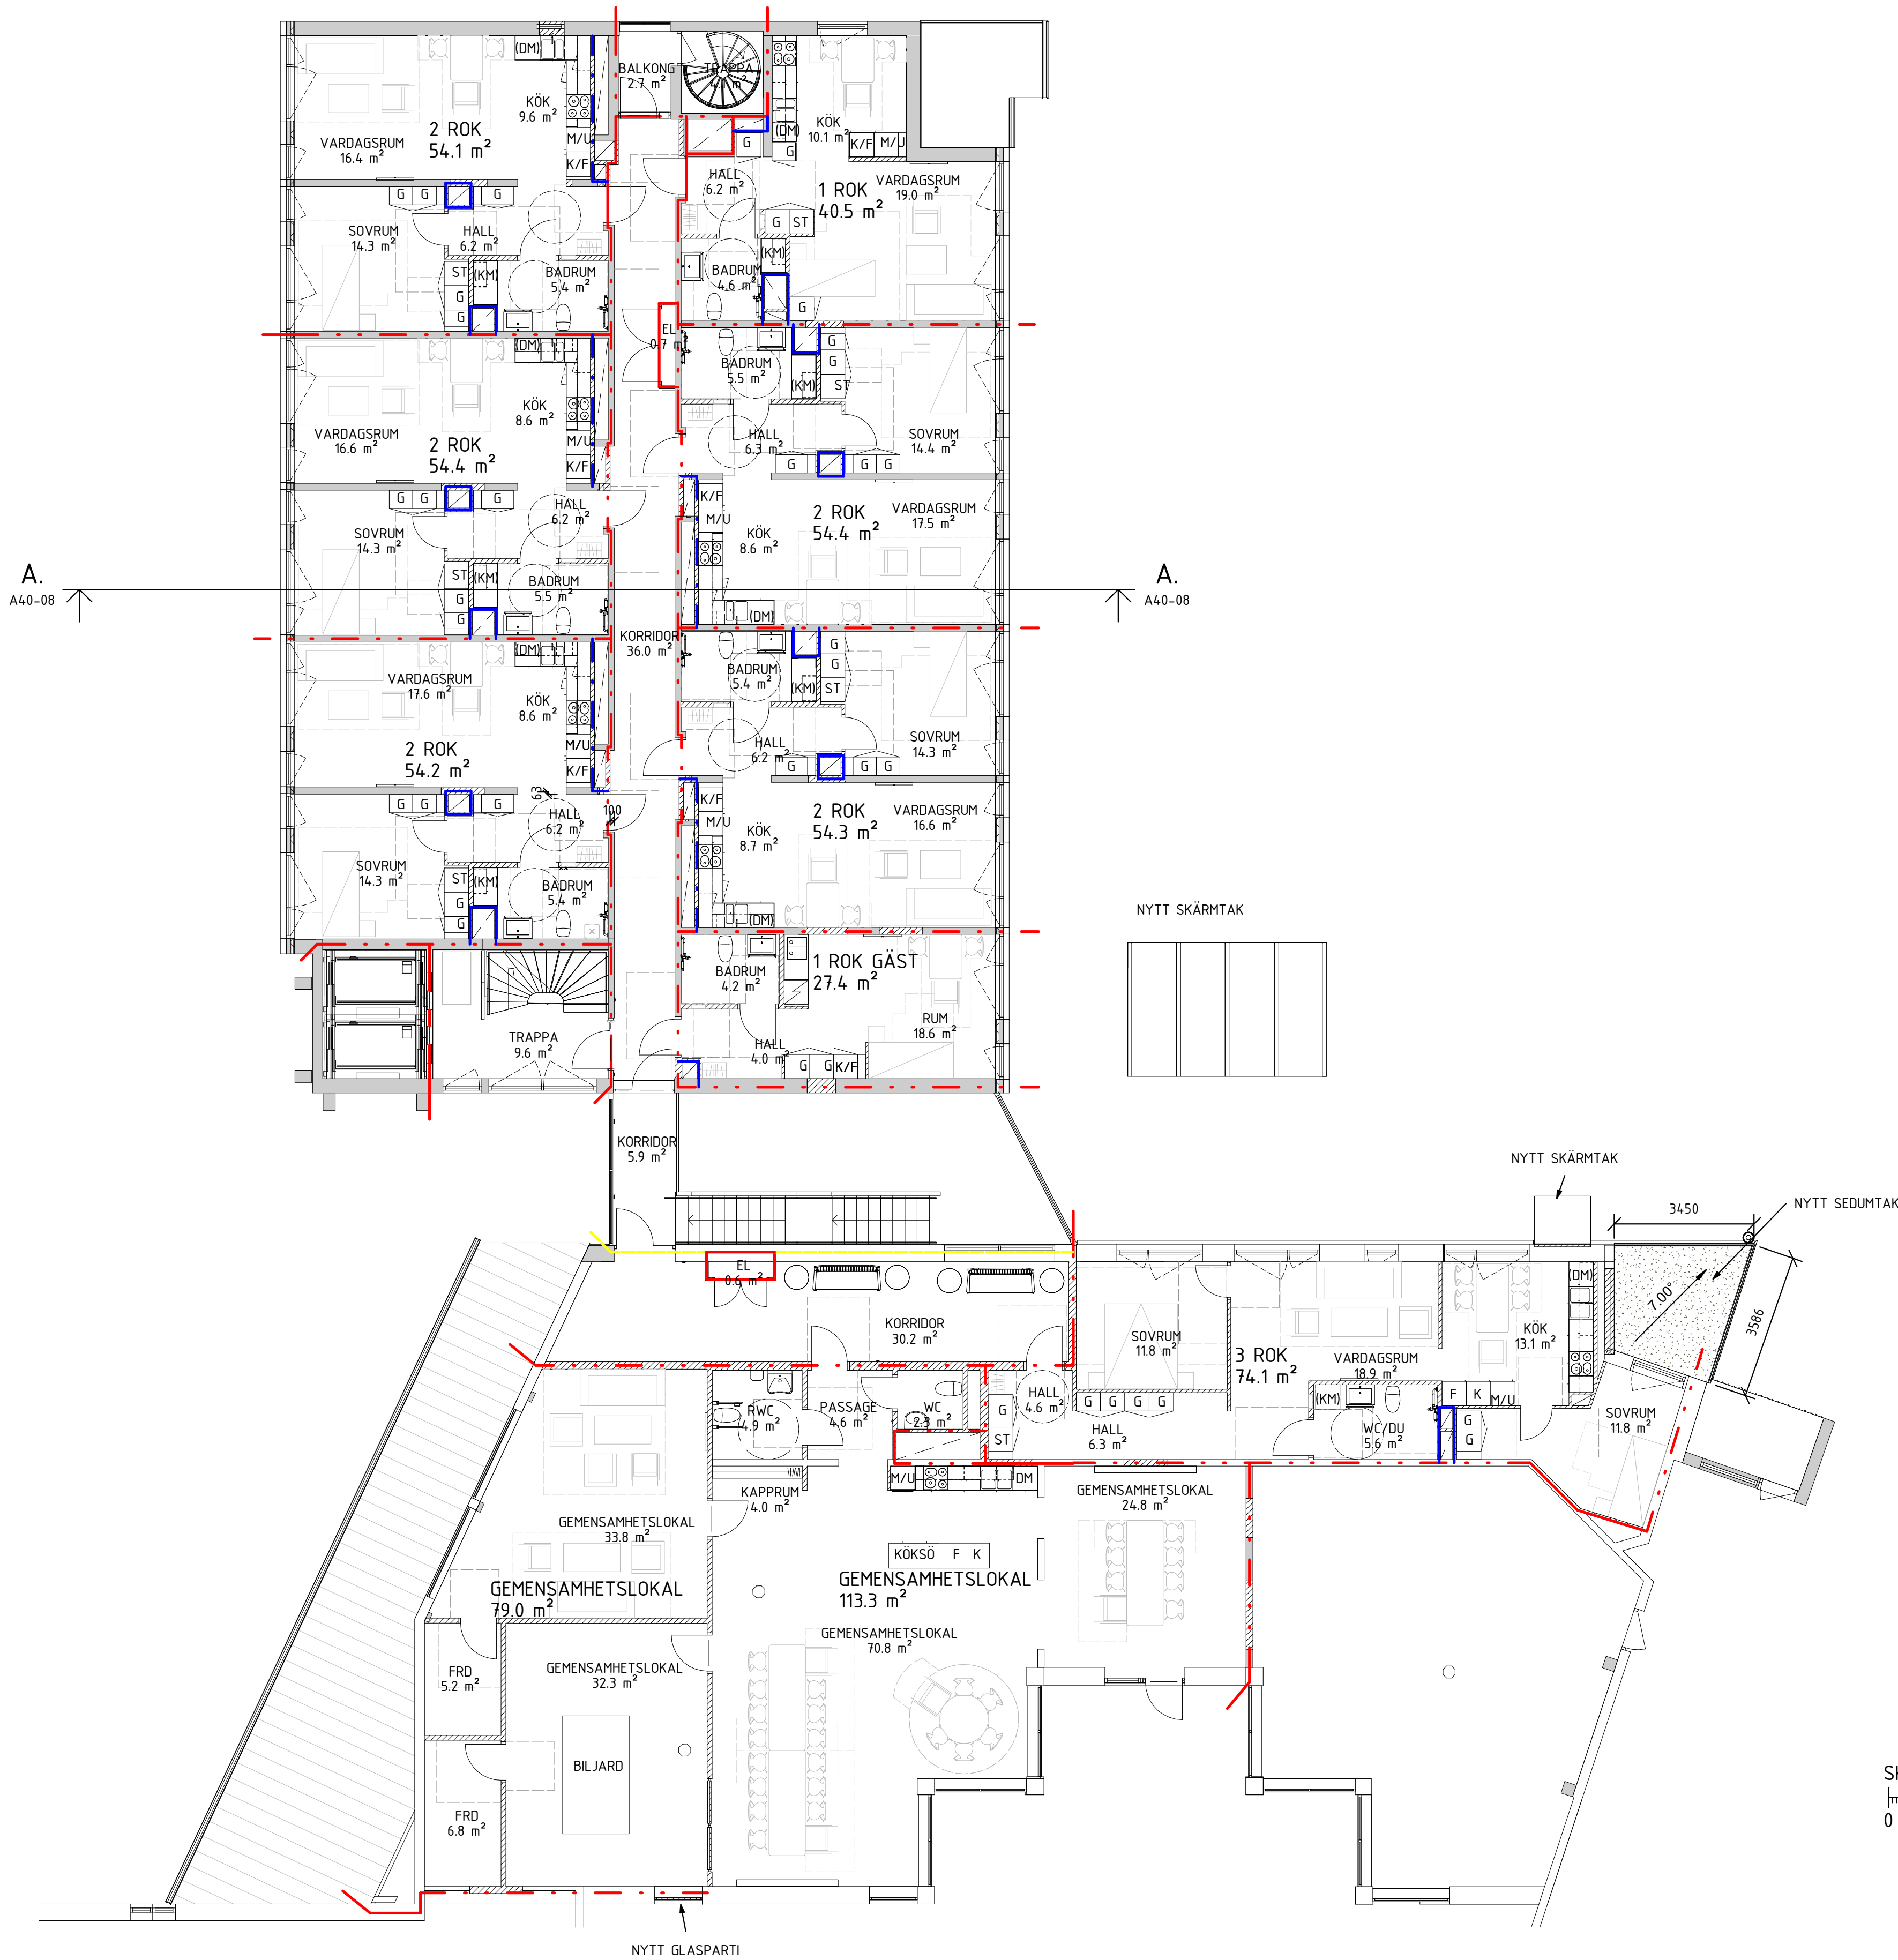 (DM)
BALKONG
2.7 m²
TRAPPA
4.1 m²
KÖK
9.6 m²
M/U
K/F
2 ROK
54.1 m²
VARDAGSRUM
16.4 m²
KÖK
10.1 m²
(DM)
G
G
K/F M/U
G G G
SOVRUM
14.3 m²
HALL
6.2 m²
HALL
6.2 m²
1 ROK
40.5 m²
VARDAGSRUM
19.0 m²
G ST
ST
G
G
(KM)
BADRUM
5.4 m²
BADRUM
4.6 m²
(KM)
G
EL
0.7 m²
(DM)
KÖK
8.6 m²
M/U
K/F
VARDAGSRUM
16.6 m²
2 ROK
54.4 m²
BADRUM
5.5 m²
(KM)
G
G
ST
HALL
6.3 m²
SOVRUM
14.4 m²
G G G
G G G
HALL
6.2 m²
SOVRUM
14.3 m²
ST
G
G
(KM)
BADRUM
5.5 m²
K/F
M/U
KÖK
8.6 m²
2 ROK
54.4 m²
VARDAGSRUM
17.5 m²
(DM)
A.
A40-08
A.
A40-08
KORRIDOR
36.0 m²
(DM)
VARDAGSRUM
17.6 m²
KÖK
8.6 m²
M/U
K/F
2 ROK
54.2 m²
BADRUM
5.4 m²
(KM)
G
G
ST
HALL
6.2 m²
SOVRUM
14.3 m²
G G G
63
100
G G G
HALL
6.2 m²
SOVRUM
14.3 m²
ST
G
G
(KM)
BADRUM
5.4 m²
K/F
M/U
KÖK
8.7 m²
2 ROK
54.3 m²
VARDAGSRUM
16.6 m²
(DM)
NYTT SKÄRMTAK
BADRUM
4.2 m²
1 ROK GÄST
27.4 m²
RUM
18.6 m²
HALL
4.0 m²
G G K/F
TRAPPA
9.6 m²
KORRIDOR
5.9 m²
NYTT SKÄRMTAK
NYTT SEDUMTAK
3450
3586
7.00°
EL
0.6 m²
KORRIDOR
30.2 m²
SOVRUM
11.8 m²
3 ROK
74.1 m²
VARDAGSRUM
18.9 m²
(DM)
KÖK
13.1 m²
F K M/U
G
G
SOVRUM
11.8 m²
(KM)
WC/DU
5.6 m²
HALL
4.6 m²
G G G G
HALL
6.3 m²
G
ST
RWC
4.9 m²
PASSAGE
4.6 m²
WC
2.3 m²
KAPPRUM
4.0 m²
M/U
DM
GEMENSAMHETSLOKAL
24.8 m²
GEMENSAMHETSLOKAL
33.8 m²
GEMENSAMHETSLOKAL
79.0 m²
KÖKSÖ F K
GEMENSAMHETSLOKAL
113.3 m²
GEMENSAMHETSLOKAL
70.8 m²
FRD
5.2 m²
GEMENSAMHETSLOKAL
32.3 m²
BILJARD
FRD
6.8 m²
NYTT GLASPARTI
0